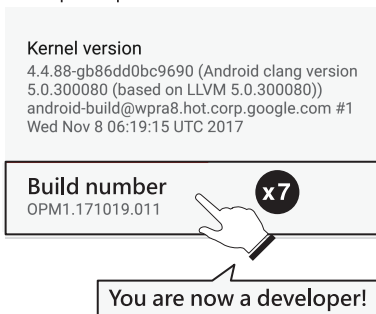 Kernel version
4.4.88-gb86dd0bc9690 (Android clang version
5.0.300080 (based on LLVM 5.0.300080))
android-build@wpra8.hot.corp.google.com #1
Wed Nov 8 06:19:15 UTC 2017
Build number
x7
OPM1.171019.011
You are now a developer!